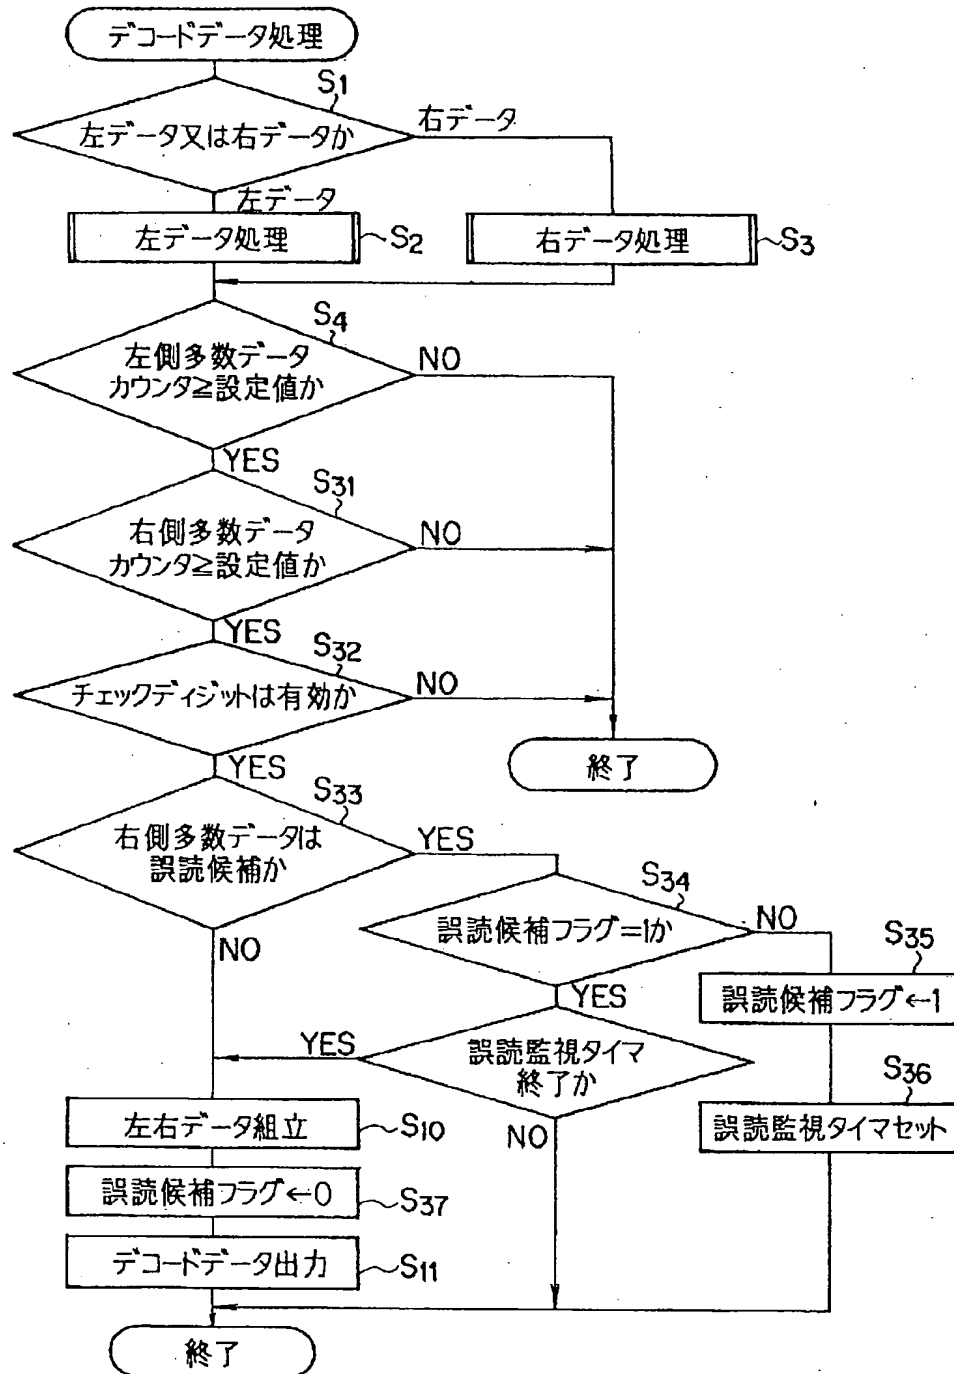 デコードデータ処理
S1
左データ又は右データか
右データ
左データ
左データ処理
S2
右データ処理
S3
S4
左側多数データ
カウンタ≧設定値か
NO
YES
S31
右側多数データ
カウンタ≧設定値か
NO
YES
S32
チェックディジットは有効か
NO
YES
終了
S33
右側多数データは
誤読候補か
YES
NO
S34
誤読候補フラグ=1か
NO
YES
S35
誤読候補フラグ←1
誤読監視タイマ
終了か
YES
NO
S36
誤読監視タイマセット
左右データ組立
S10
誤読候補フラグ←0
S37
デコードデータ出力
S11
終了